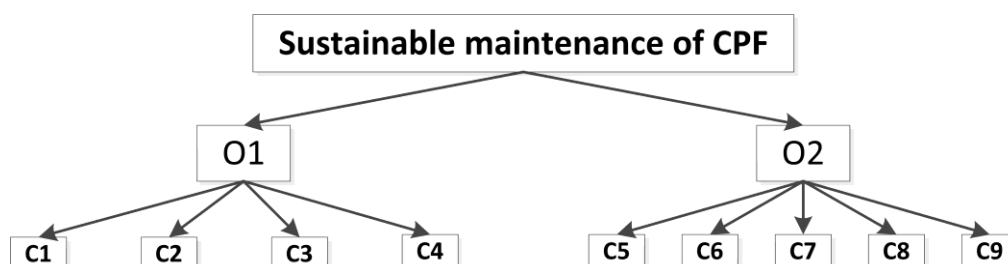 Sustainable maintenance of CPF
O1 O2
C1 C2 C3 C4 C5 C6 C7 C8 C9